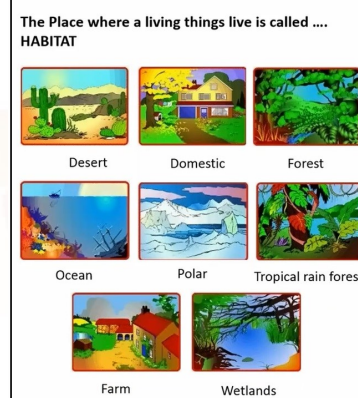 The Place where a living things live is called ....
HABITAT
Desert
Domestic
Forest
Ocean
Polar
Tropical rain fores
Farm
Wetlands